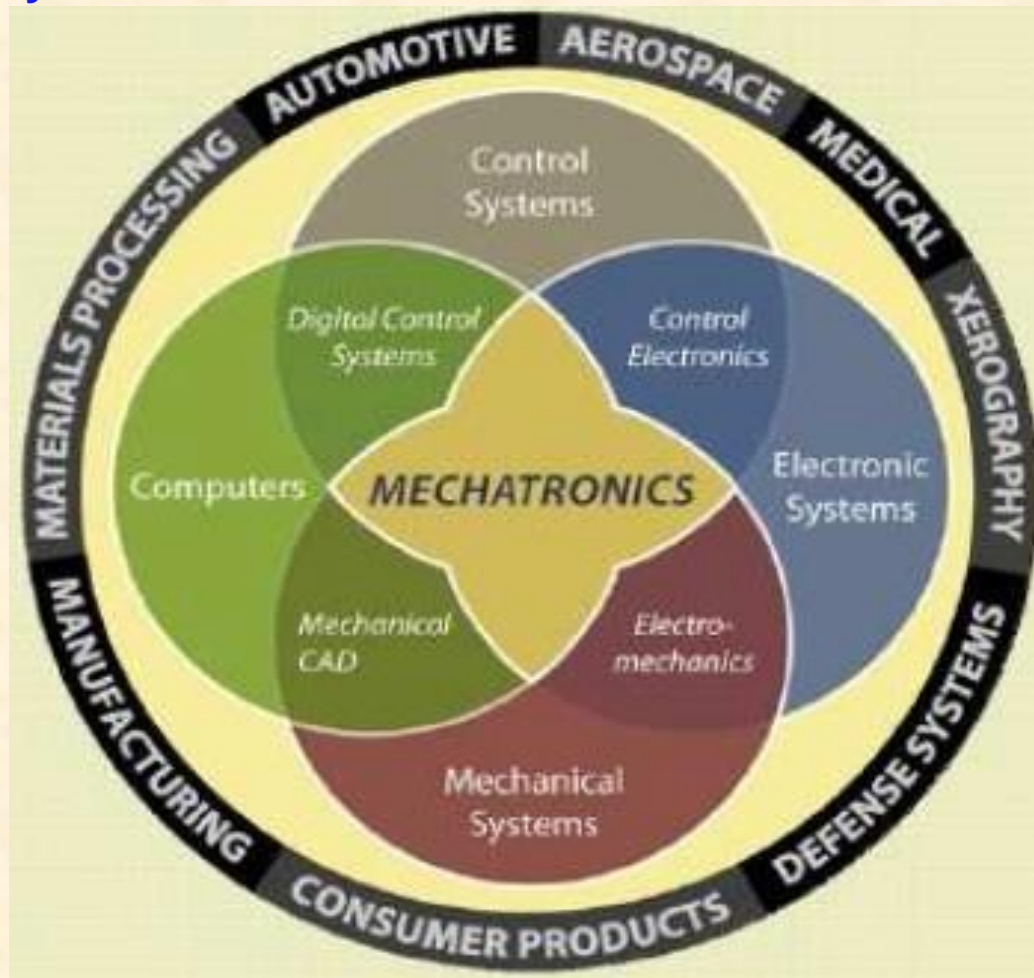 AUTOMOTIVE
AEROSPACE
MEDICAL
XEROGRAPHY
DEFENSE SYSTEMS
CONSUMER PRODUCTS
MANUFACTURING
MATERIALS PROCESSING
Control
Systems
Digital Control
Systems
Control
Electronics
Computers
MECHATRONICS
Electronic
Systems
Mechanical
CAD
Electro-
mechanics
Mechanical
Systems